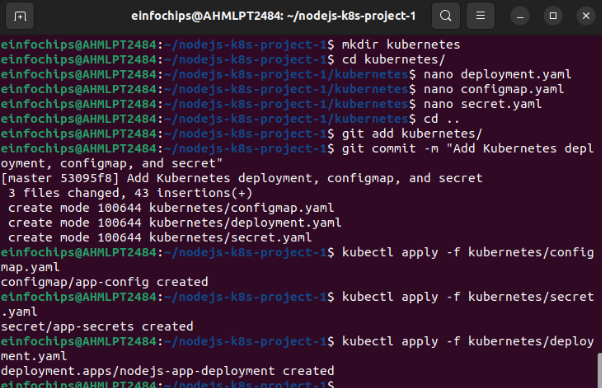 einfochips@AHMLPT2484: ~/nodejs-k8s-project-1
einfochips@AHMLPT2484:~/nodejs-k8s-project-1$ mkdir kubernetes
einfochips@AHMLPT2484:~/nodejs-k8s-project-1$ cd kubernetes/
einfochips@AHMLPT2484:~/nodejs-k8s-project-1/kubernetes$ nano deployment.yaml
einfochips@AHMLPT2484:~/nodejs-k8s-project-1/kubernetes$ nano configmap.yaml
einfochips@AHMLPT2484:~/nodejs-k8s-project-1/kubernetes$ nano secret.yaml
einfochips@AHMLPT2484:~/nodejs-k8s-project-1/kubernetes$ cd ..
einfochips@AHMLPT2484:~/nodejs-k8s-project-1$ git add kubernetes/
einfochips@AHMLPT2484:~/nodejs-k8s-project-1$ git commit -m "Add Kubernetes depl
oyment, configmap, and secret"
[master 53095f8] Add Kubernetes deployment, configmap, and secret
 3 files changed, 43 insertions(+)
 create mode 100644 kubernetes/configmap.yaml
 create mode 100644 kubernetes/deployment.yaml
 create mode 100644 kubernetes/secret.yaml
einfochips@AHMLPT2484:~/nodejs-k8s-project-1$ kubectl apply -f kubernetes/config
map.yaml
configmap/app-config created
einfochips@AHMLPT2484:~/nodejs-k8s-project-1$ kubectl apply -f kubernetes/secret
.yaml
secret/app-secrets created
einfochips@AHMLPT2484:~/nodejs-k8s-project-1$ kubectl apply -f kubernetes/deploy
ment.yaml
deployment.apps/nodejs-app-deployment created
einfochips@AHMLPT2484:~/nodejs-k8s-project-1$